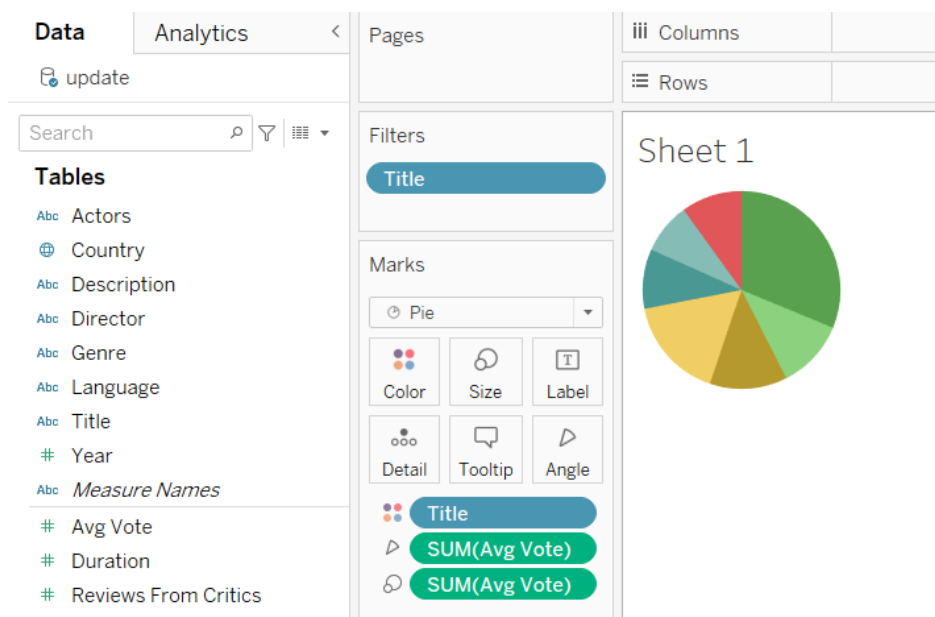 Data
Analytics
<
update
Search
Tables
Abc Actors
Country
Abc Description
Abc Director
Abc Genre
Abc Language
Abc Title
# Year
Abc Measure Names
# Avg Vote
# Duration
# Reviews From Critics
Pages
Filters
Title
Marks
Pie
Color
Size
T
Label
Detail
Tooltip
Angle
Title
SUM(Avg Vote)
SUM(Avg Vote)
iii Columns
Rows
Sheet 1